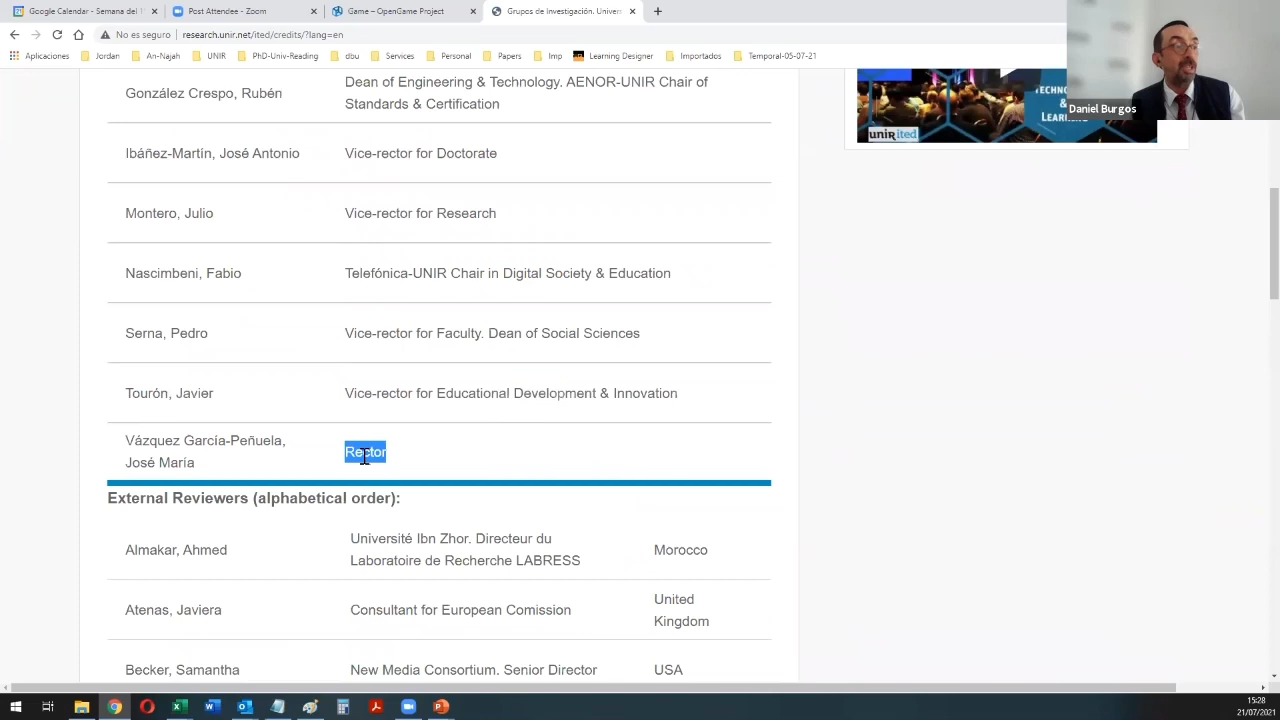 Google Calendar - Semana del 1
Post Attendee - Zoom
Game – OpenGame Project
Grupos de Investigación. Univers
No es seguro | research.unir.net/ited/credits/?lang=en
Aplicaciones
Jordan
An-Najah
UNIR
PhD-Univ-Reading
dbu
Services
Personal
Papers
Imp
Learning Designer
Importados
Temporal-05-07-21
Daniel Burgos
TECHNO
&
LEARN
unIRited
González Crespo, Rubén
Dean of Engineering & Technology. AENOR-UNIR Chair of
Standards & Certification
Ibáñez-Martín, José Antonio
Vice-rector for Doctorate
Montero, Julio
Vice-rector for Research
Nascimbeni, Fabio
Telefónica-UNIR Chair in Digital Society & Education
Serna, Pedro
Vice-rector for Faculty. Dean of Social Sciences
Tourón, Javier
Vice-rector for Educational Development & Innovation
Vázquez García-Peñuela,
José María
Rector
External Reviewers (alphabetical order):
Almakar, Ahmed
Université Ibn Zhor. Directeur du
Laboratoire de Recherche LABRESS
Morocco
Atenas, Javiera
Consultant for European Comission
United
Kingdom
Becker, Samantha
New Media Consortium. Senior Director
USA
15:28
21/07/2021